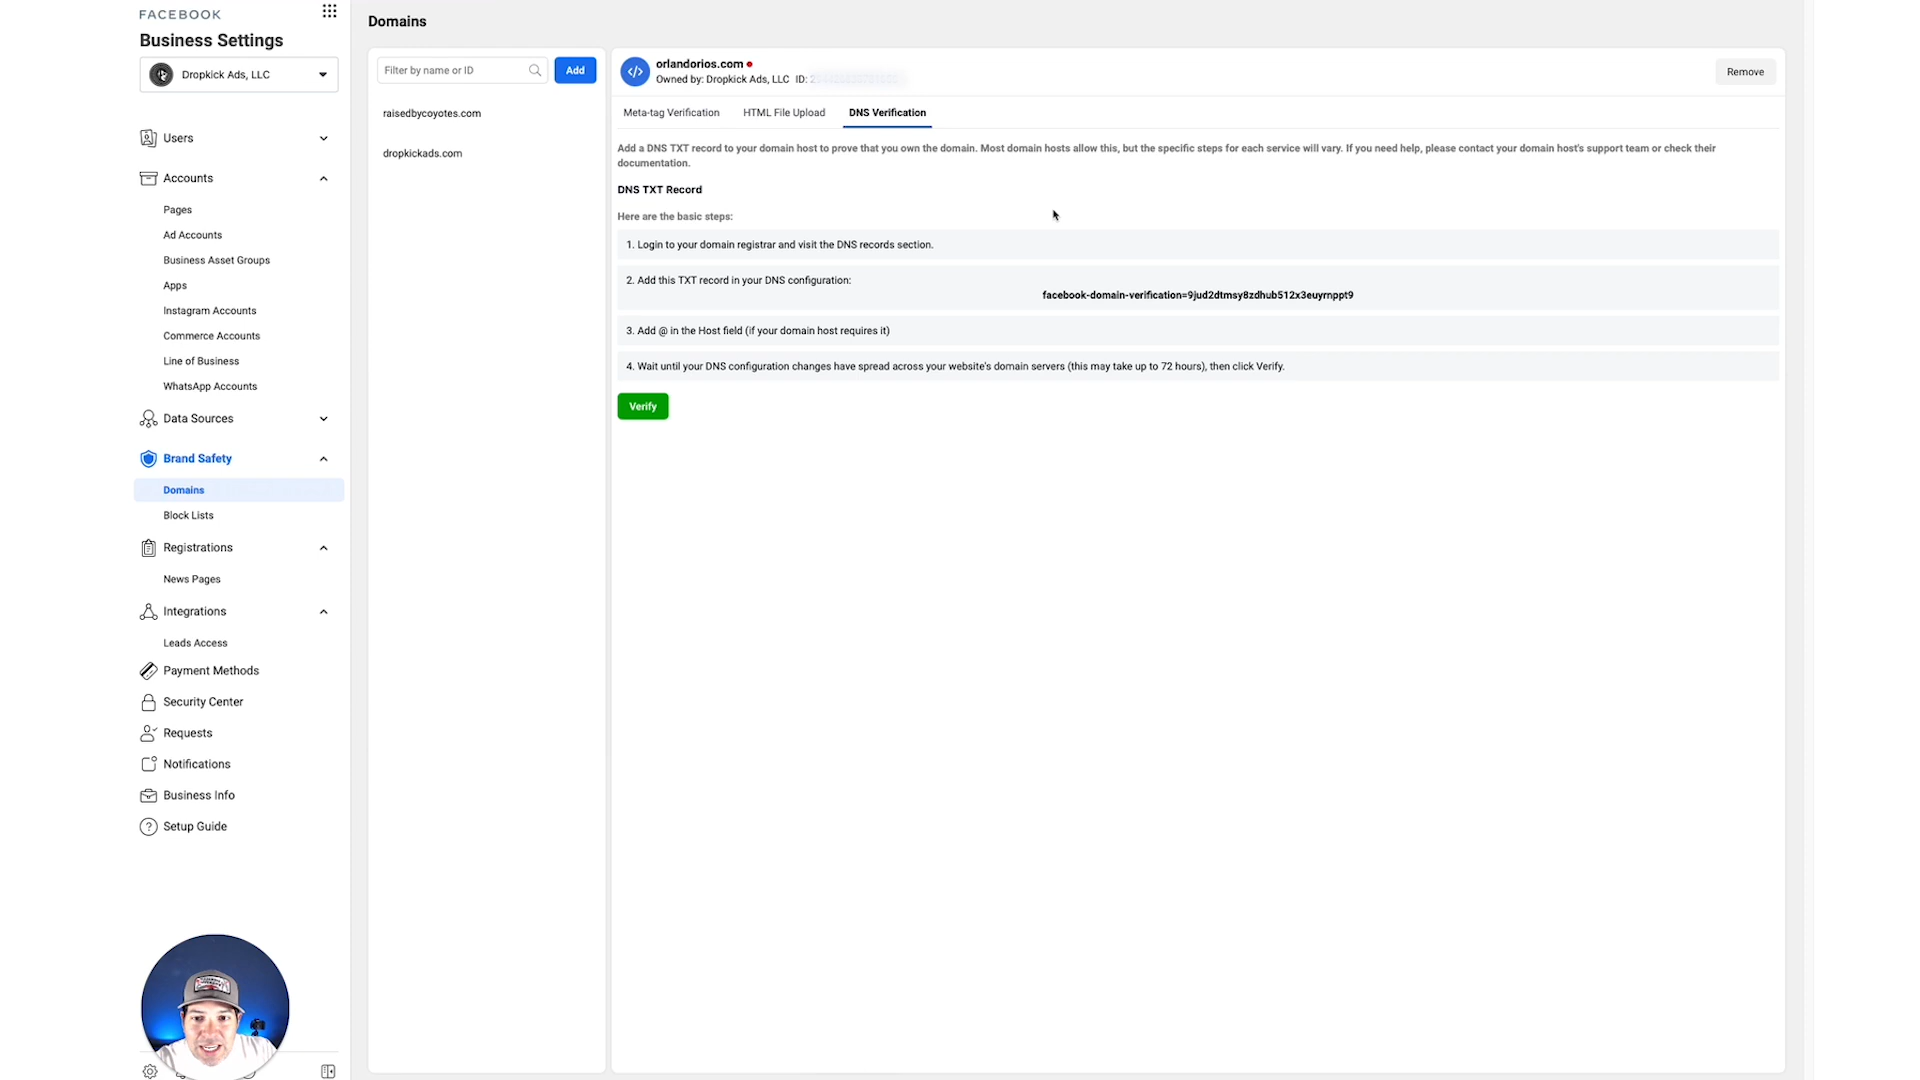 FACEBOOK
Business Settings
Dropkick Ads, LLC
Users
Accounts
Pages
Ad Accounts
Business Asset Groups
Apps
Instagram Accounts
Commerce Accounts
Line of Business
WhatsApp Accounts
Data Sources
Brand Safety
Domains
Block Lists
Registrations
News Pages
Integrations
Leads Access
Payment Methods
Security Center
Requests
Notifications
Business Info
Setup Guide
Domains
Filter by name or ID
Add
raisedbycoyotes.com
dropkickads.com
orlandorios.com
Owned by: Dropkick Ads, LLC ID:
Remove
Meta-tag Verification HTML File Upload DNS Verification
Add a DNS TXT record to your domain host to prove that you own the domain. Most domain hosts allow this, but the specific steps for each service will vary. If you need help, please contact your domain host's support team or check their
documentation.
DNS TXT Record
Here are the basic steps:
1. Login to your domain registrar and visit the DNS records section.
2. Add this TXT record in your DNS configuration:
facebook-domain-verification=9jud2dtmsy8zdhub512x3euyrnppt9
3. Add @ in the Host field (if your domain host requires it)
4. Wait until your DNS configuration changes have spread across your website's domain servers (this may take up to 72 hours), then click Verify.
Verify